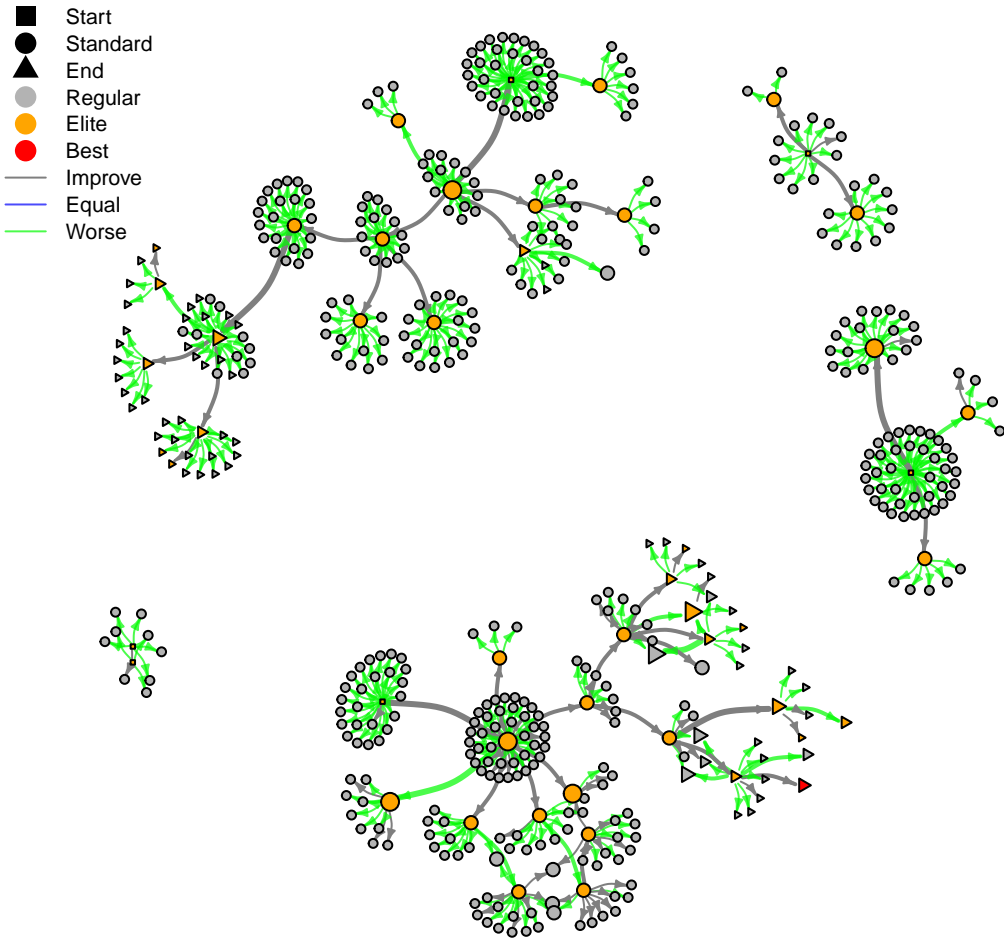 Start
Standard
End
Regular
Elite
Best
Improve
Equal
Worse